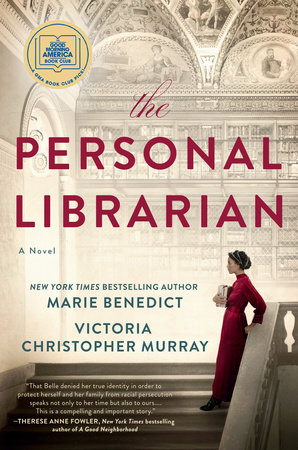 GOOD
MORNING
AMERICA
BOOK CLUB
GMA BOOK CLUB PICK
the
PERSONAL
LIBRARIAN
A Novel
NEW YORK TIMES BESTSELLING AUTHOR
MARIE BENEDICT
VICTORIA
CHRISTOPHER MURRAY
"That Belle denied her true identity in order to
protect herself and her family from racial persecution
speaks not only to her time but also to ours....
This is a compelling and important story."
—THERESE ANNE FOWLER, New York Times bestselling
author of A Good Neighborhood